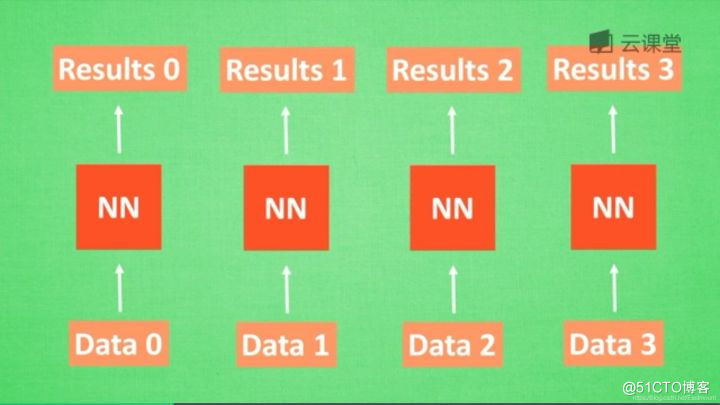 云课堂
Results 0 Results 1 Results 2 Results 3
NN NN NN NN
Data 0 Data 1 Data 2 Data 3
@51CTO博客